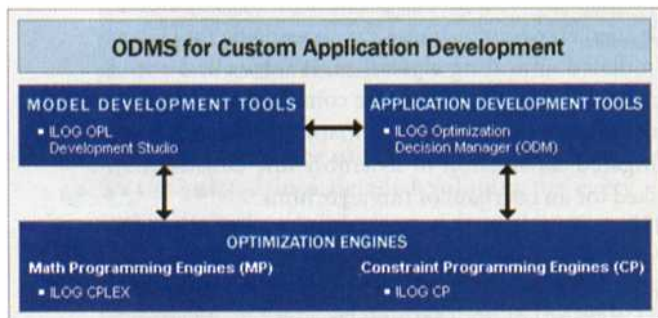 ODMS for Custom Application Development
MODEL DEVELOPMENT TOOLS
▪ ILOG OPL
Development Studio
APPLICATION DEVELOPMENT TOOLS
▪ ILOG Optimization
Decision Manager (ODM)
OPTIMIZATION ENGINES
Math Programming Engines (MP)
▪ ILOG CPLEX
Constraint Programming Engines (CP)
▪ ILOG CP